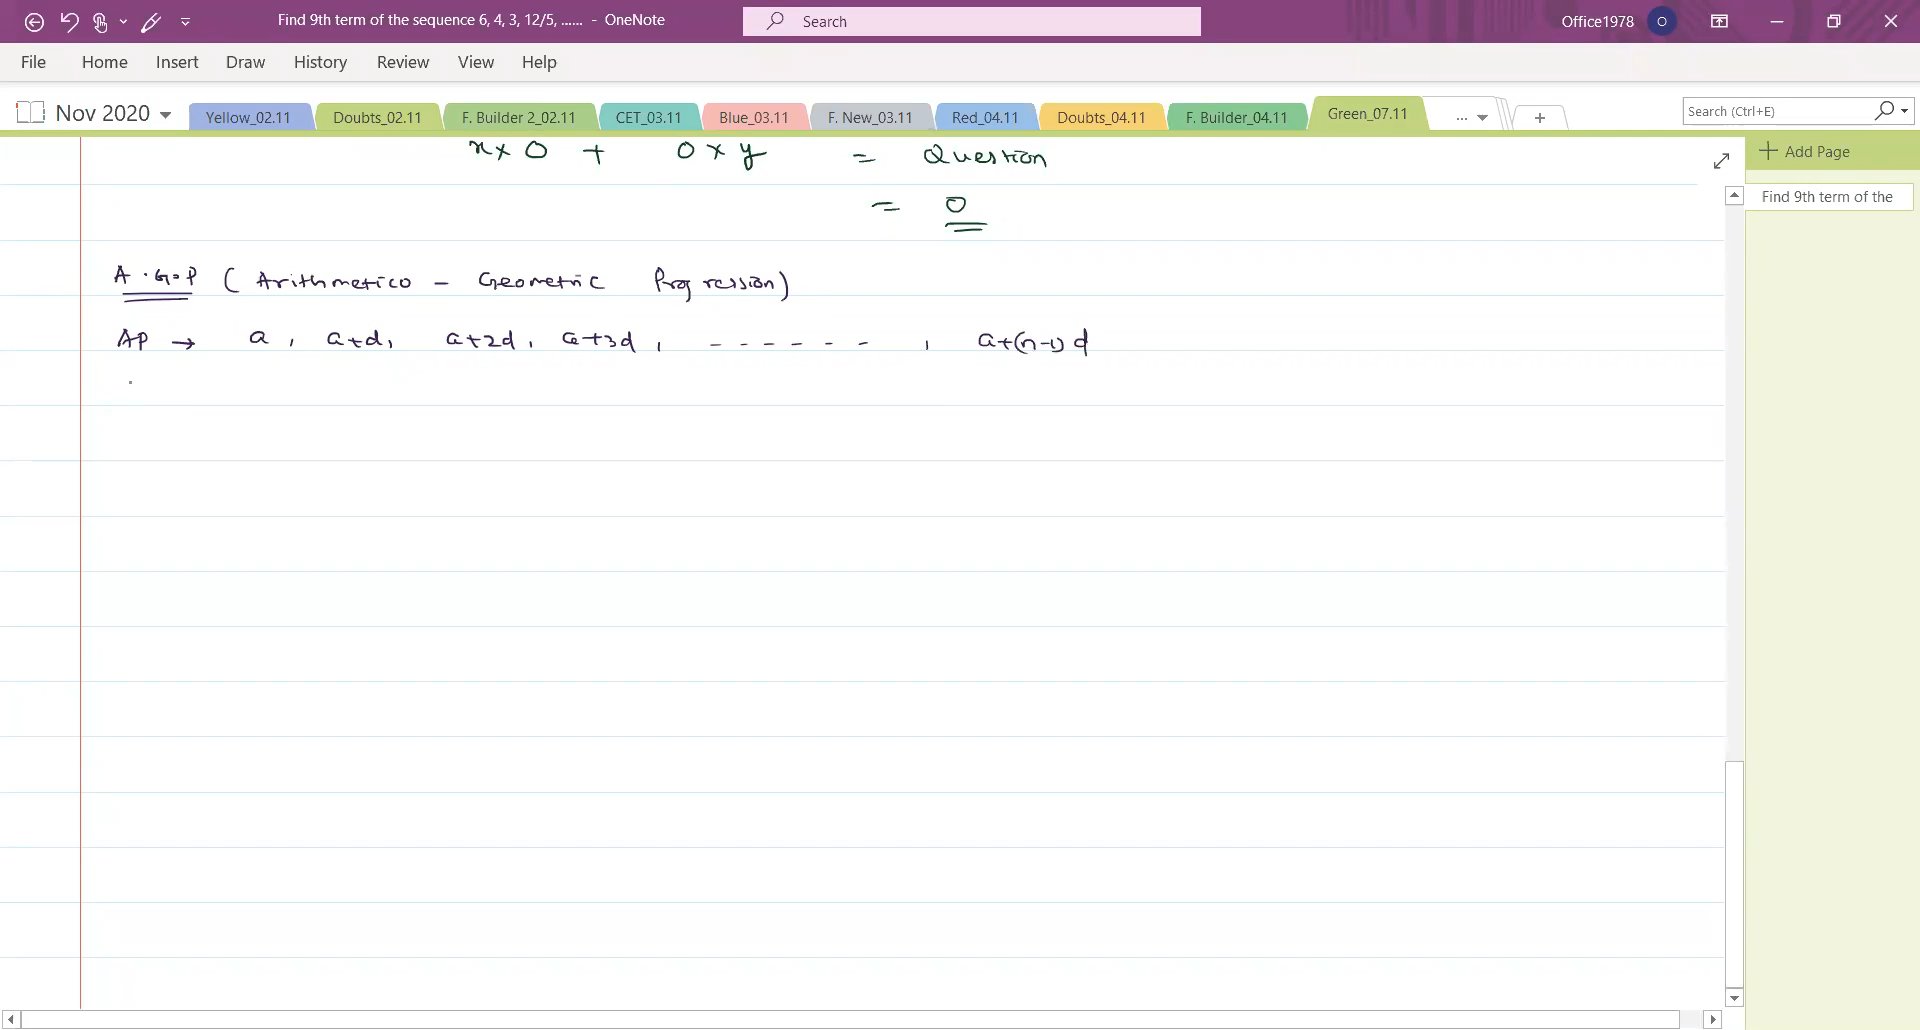 Find 9th term of the sequence 6, 4, 3, 12/5, ...... - OneNote
Search
Office1978
O
File Home Insert Draw History Review View Help
Nov 2020
Yellow_02.11 Doubts_02.11 F. Builder 2_02.11 CET_03.11 Blue_03.11 F. New_03.11 Red_04.11 Doubts_04.11 F. Builder_04.11 Green_07.11 ... +
Search (Ctrl+E)
+ Add Page
Find 9th term of the
x × 0 + 0 × y = Question
= 0
A.G.P (Arithmetico - Geometric Progression)
AP → a, a+d, a+2d, a+3d, - - - - - - , a+(n-1)d